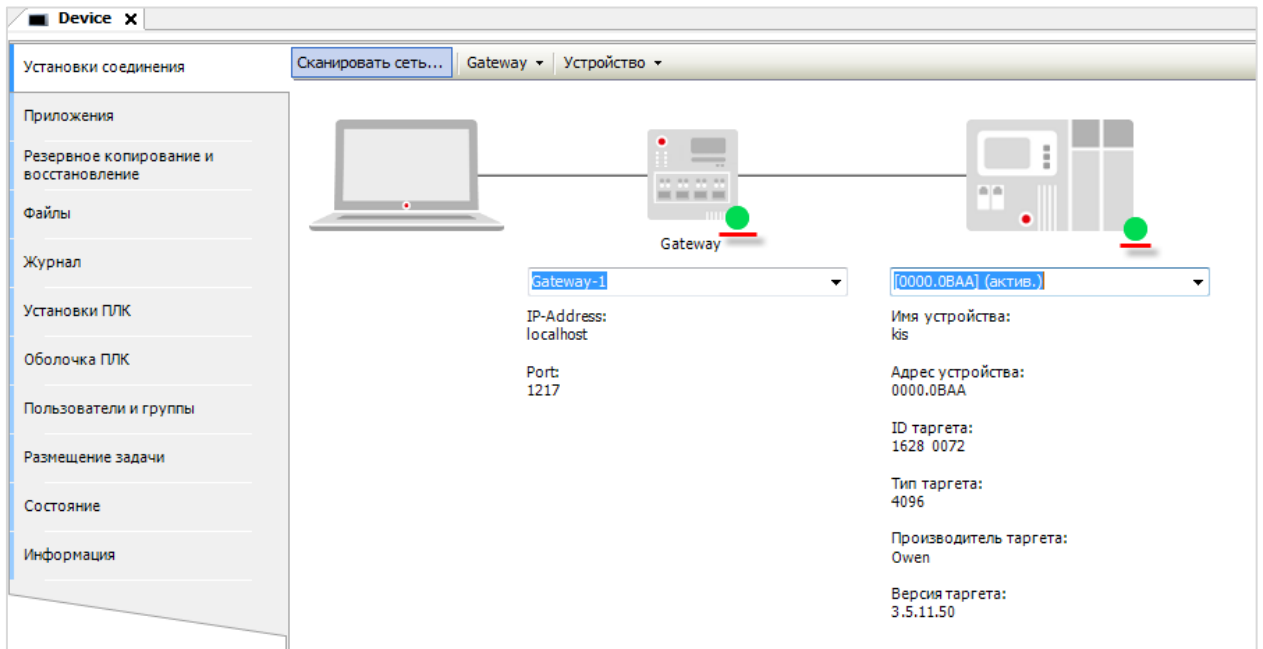 Device
Установки соединения
Сканировать сеть...
Gateway
Устройство
Приложения
Резервное копирование и
восстановление
Файлы
Журнал
Установки ПЛК
Оболочка ПЛК
Пользователи и группы
Размещение задачи
Состояние
Информация
Gateway
Gateway-1
IP-Address:
localhost
Port:
1217
[0000.0BAA] (актив.)
Имя устройства:
kis
Адрес устройства:
0000.0BAA
ID таргета:
1628 0072
Тип таргета:
4096
Производитель таргета:
Owen
Версия таргета:
3.5.11.50